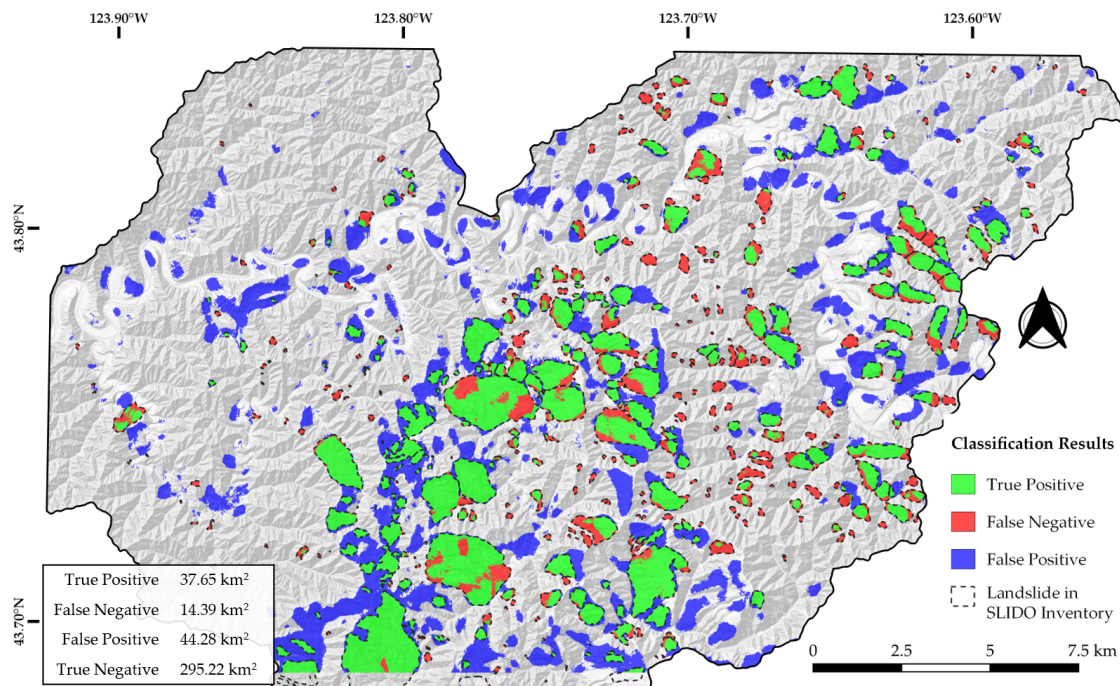 123.90°W 123.80°W 123.70°W 123.60°W
43.80°N
43.70°N
Classification Results
True Positive
False Negative
False Positive
Landslide in
SLIDO Inventory
True Positive 37.65 km²
False Negative 14.39 km²
False Positive 44.28 km²
True Negative 295.22 km²
0 2.5 5 7.5 km